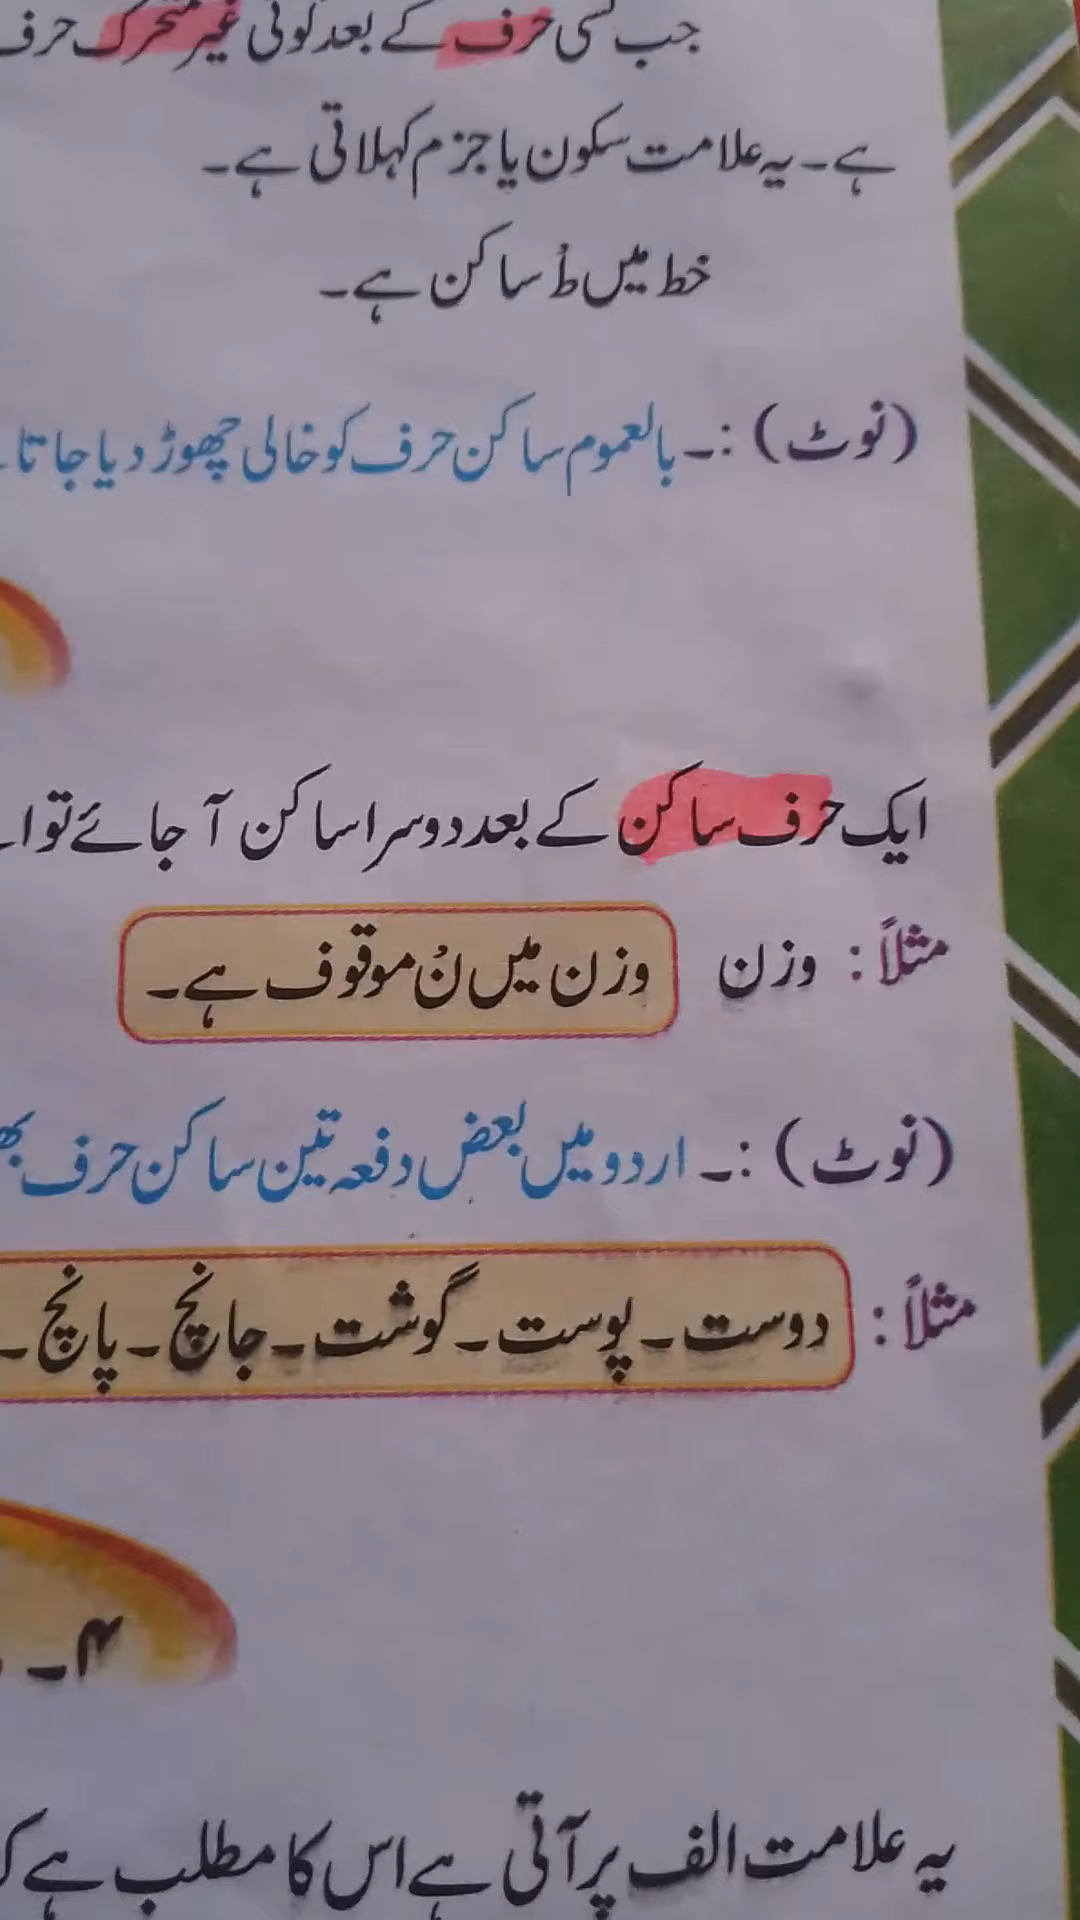 جب کسی حرف کے بعد کوئی غیر متحرک حرف
ہے۔ یہ علامت سکون یا جزم کہلاتی ہے۔
خط میں طْ ساکن ہے۔
(نوٹ) :۔ بالعموم ساکن حرف کو خالی چھوڑ دیا جاتا
ایک حرف ساکن کے بعد دوسرا ساکن آ جائے تو
مثلاً : وزن وزن میں نْ موقوف ہے۔
(نوٹ) :۔ اردو میں بعض دفعہ تین ساکن حرف
مثلاً : دوست۔ پوست۔ گوشت۔ جانچ۔ پانچ۔
۴۔
یہ علامت الف پر آتی ہے اس کا مطلب ہے